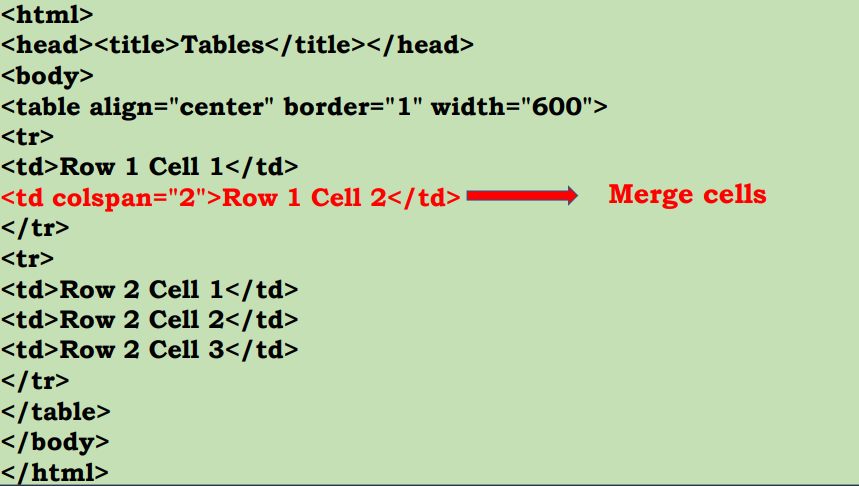 <html>
<head><title>Tables</title></head>
<body>
<table align="center" border="1" width="600">
<tr>
<td>Row 1 Cell 1</td>
<td colspan="2">Row 1 Cell 2</td> Merge cells
</tr>
<tr>
<td>Row 2 Cell 1</td>
<td>Row 2 Cell 2</td>
<td>Row 2 Cell 3</td>
</tr>
</table>
</body>
</html>